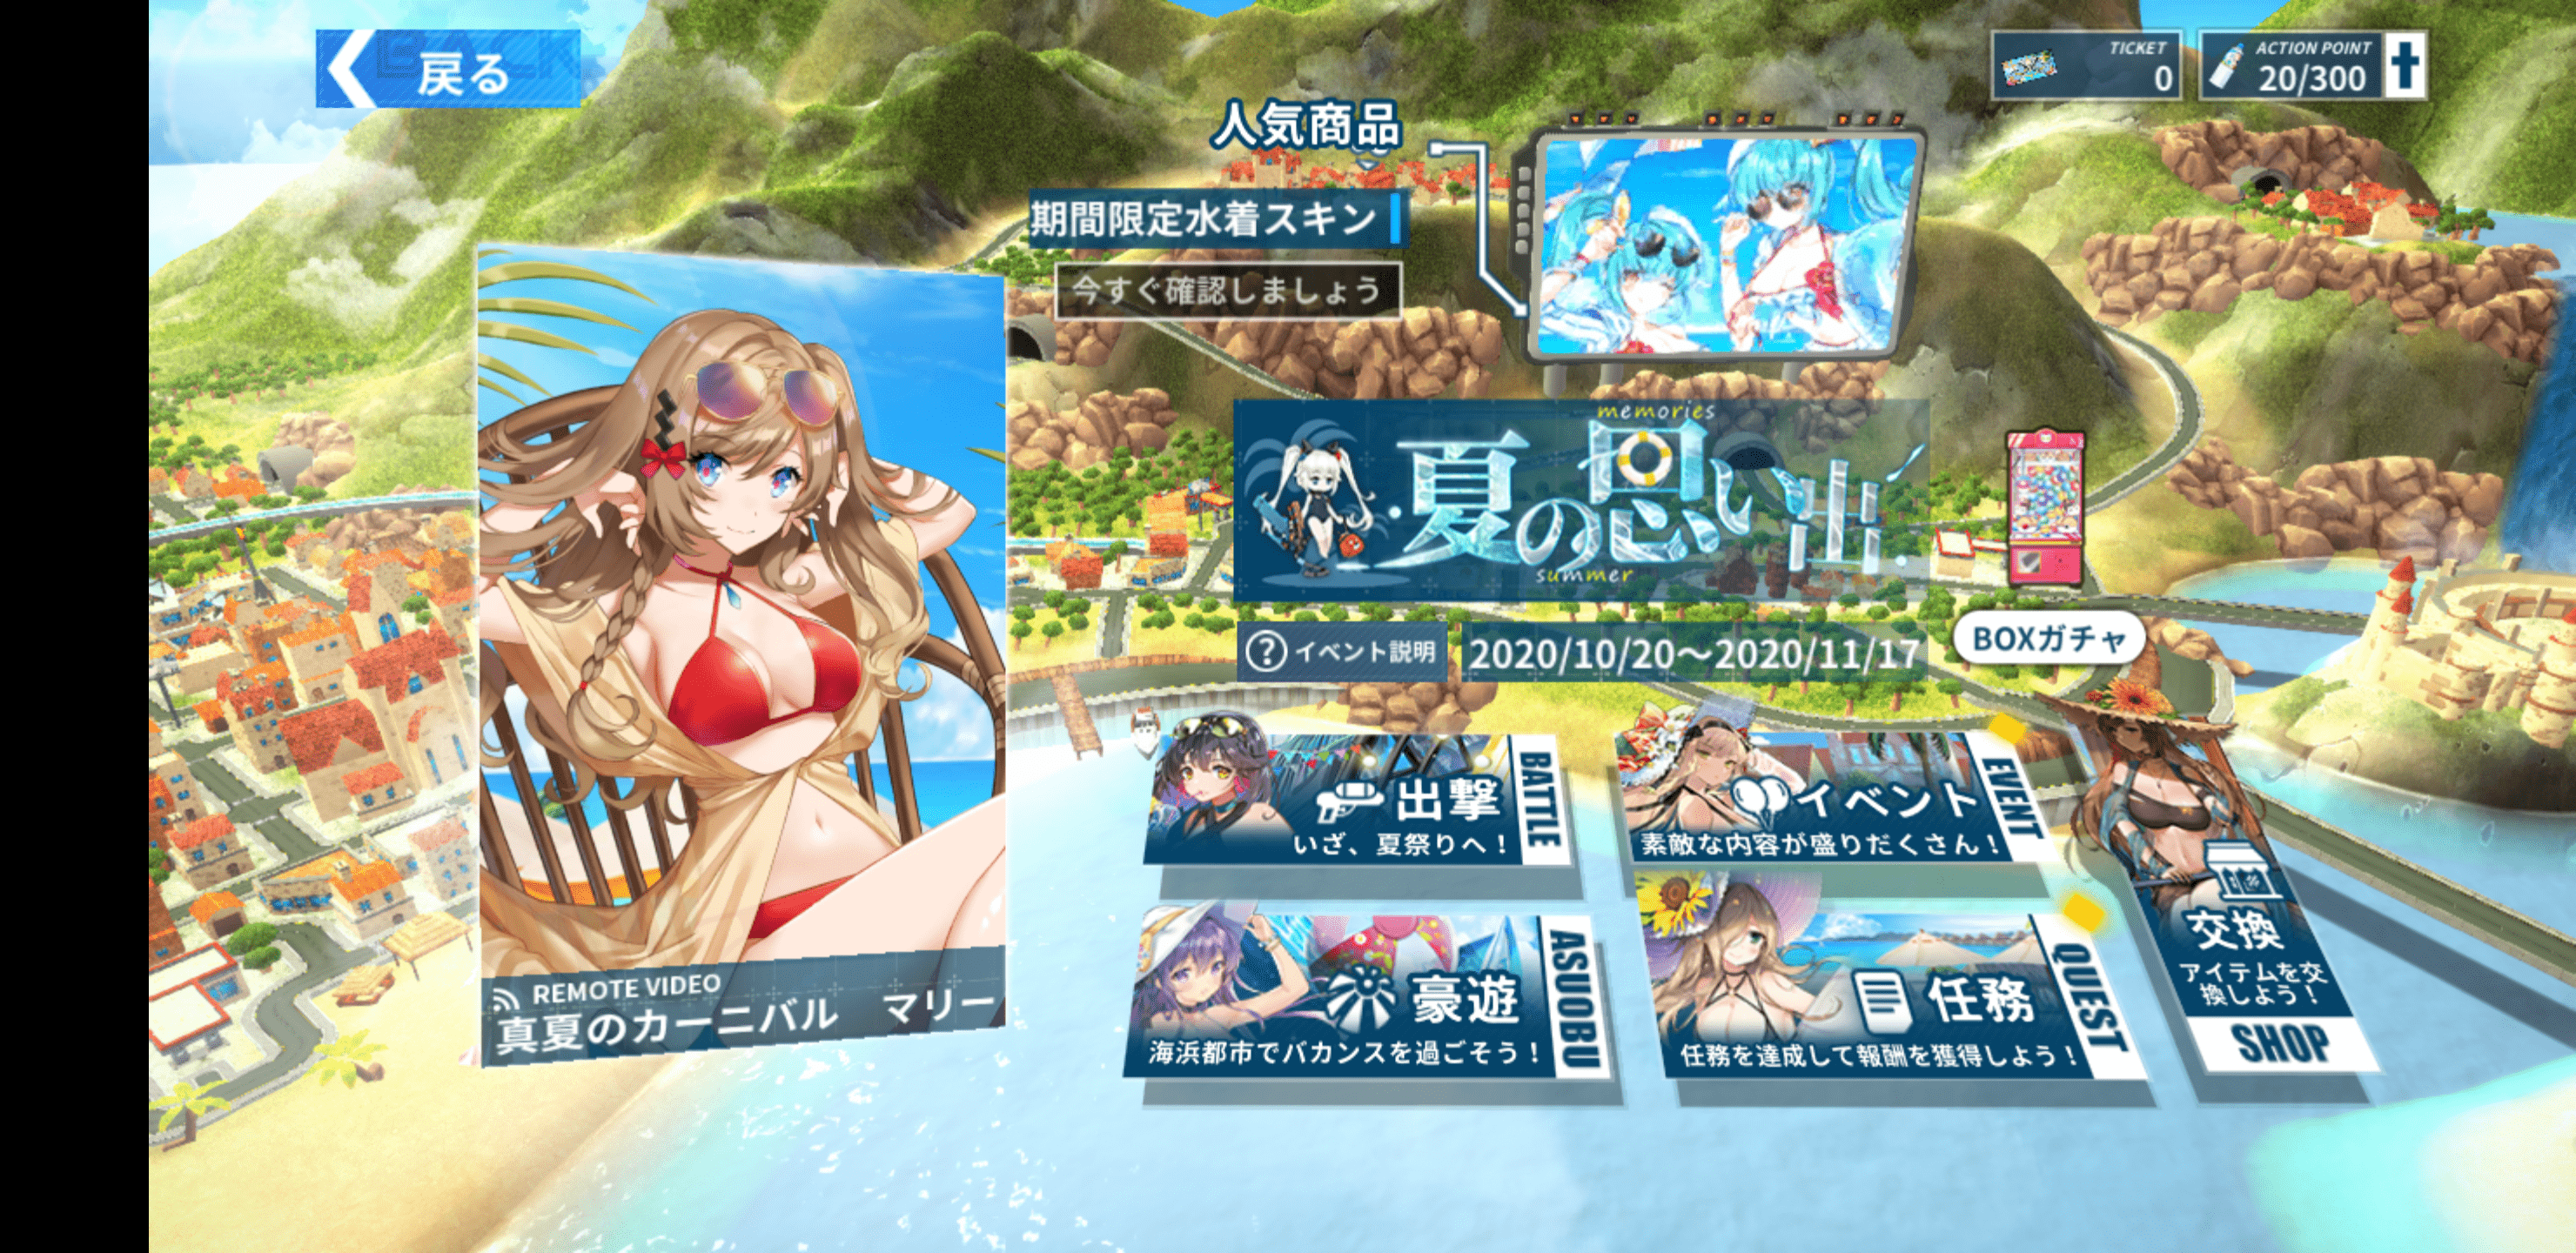 戻る
TICKET
0
ACTION POINT
20/300
人気商品
期間限定水着スキン
今すぐ確認しましょう
memories
夏の思い出
summer
イベント説明
2020/10/20～2020/11/17
BOXガチャ
REMOTE VIDEO
真夏のカーニバル　マリー
出撃
いざ、夏祭りへ！
BATTLE
イベント
素敵な内容が盛りだくさん！
EVENT
豪遊
海浜都市でバカンスを過ごそう！
ASUOBU
任務
任務を達成して報酬を獲得しよう！
QUEST
交換
アイテムを交
換しよう！
SHOP